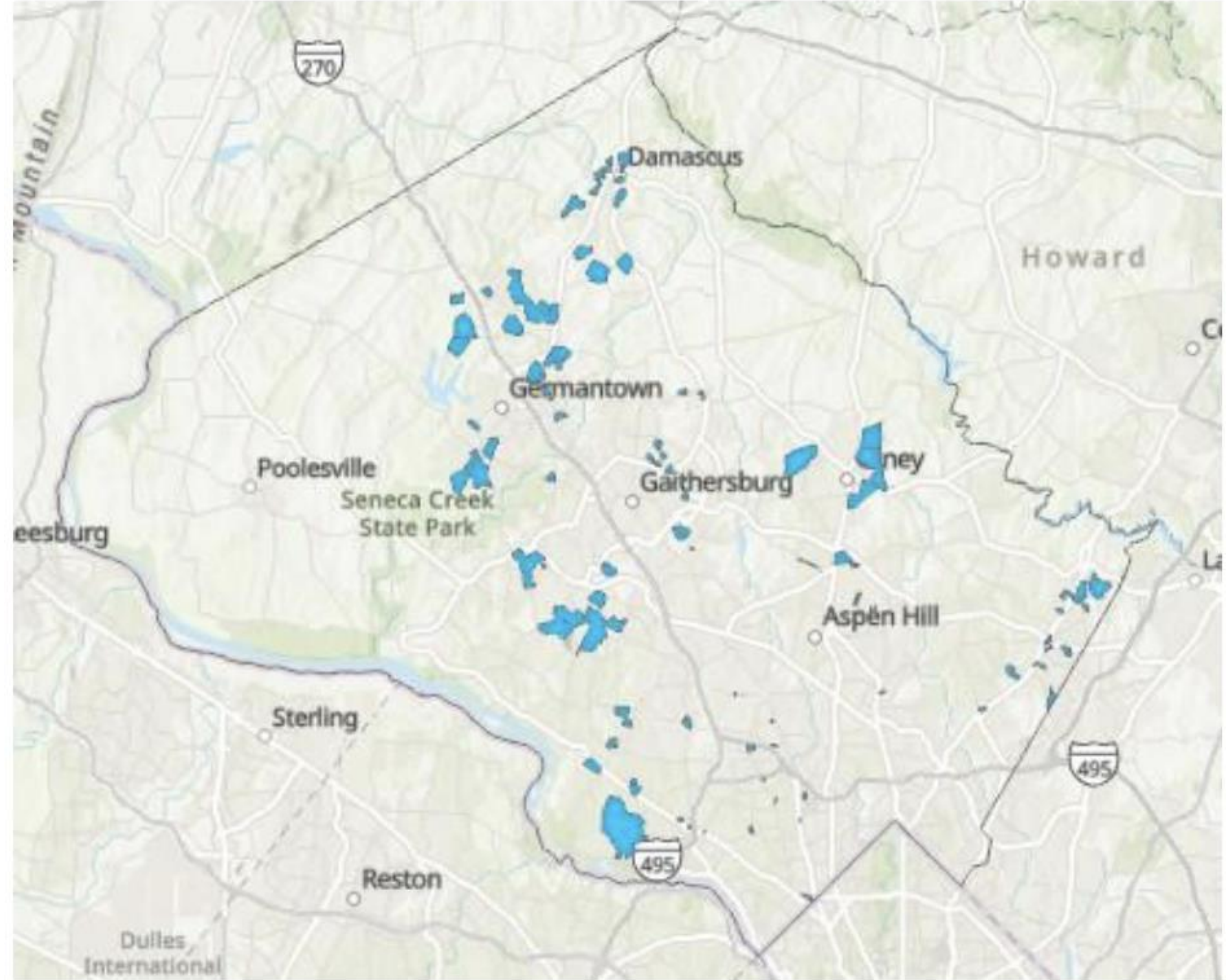 270
Mountain
Damascus
Howard
Germantown
Poolesville
Gaithersburg
ney
Seneca Creek
State Park
eesburg
Aspen Hill
Sterling
495
495
Reston
Dulles
International